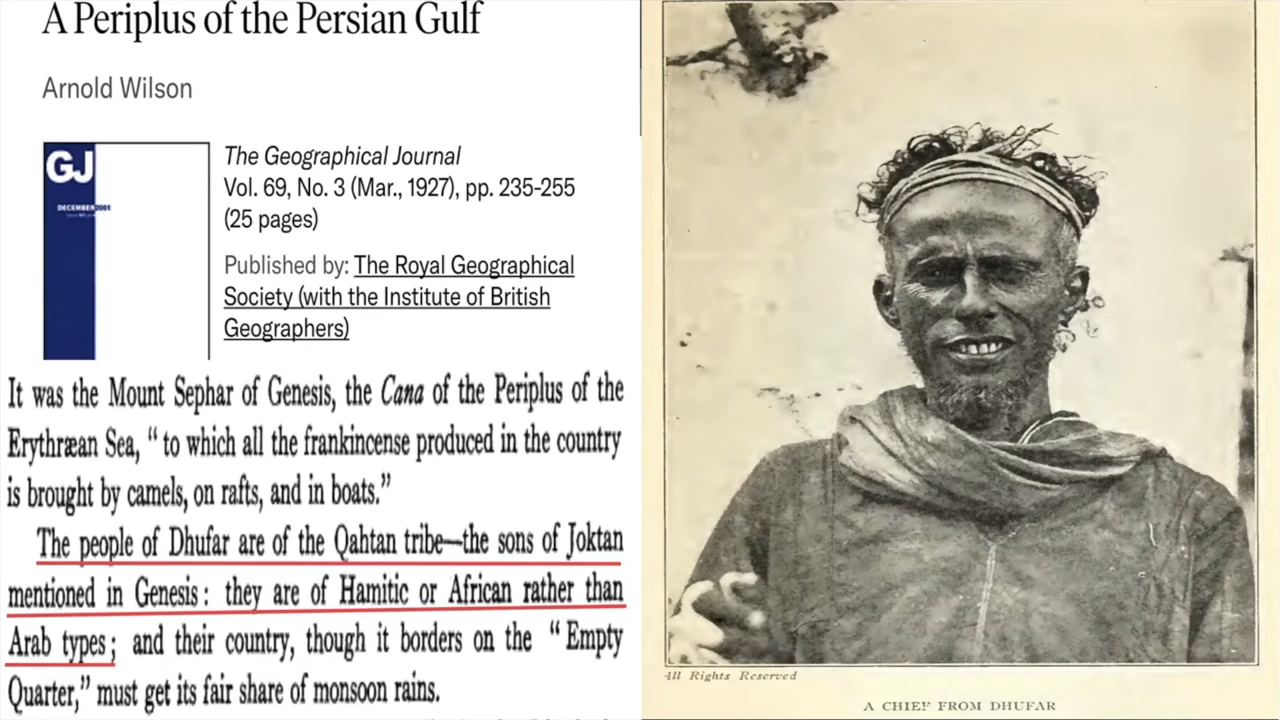 A Periplus of the Persian Gulf
Arnold Wilson
GJ
DECEMBER 2001
The Geographical Journal
Vol. 69, No. 3 (Mar., 1927), pp. 235-255
(25 pages)
Published by: The Royal Geographical
Society (with the Institute of British
Geographers)
It was the Mount Sephar of Genesis, the Cana of the Periplus of the
Erythræan Sea, “ to which all the frankincense produced in the country
is brought by camels, on rafts, and in boats.”
The people of Dhufar are of the Qahtan tribe—the sons of Joktan
mentioned in Genesis : they are of Hamitic or African rather than
Arab types ; and their country, though it borders on the “ Empty
Quarter,” must get its fair share of monsoon rains.
All Rights Reserved
A CHIEF FROM DHUFAR